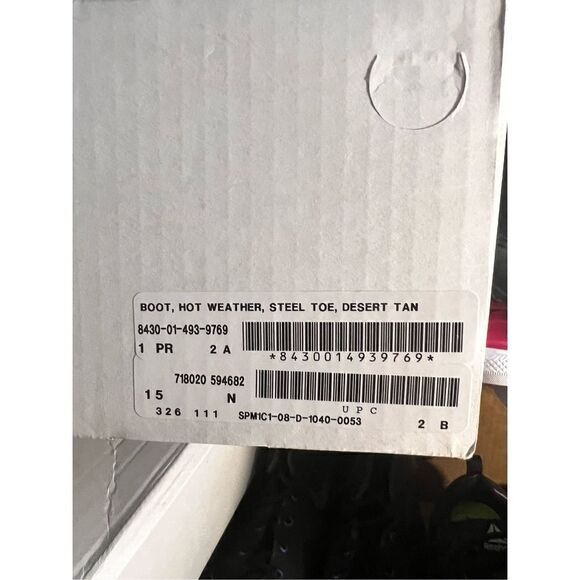 BOOT, HOT WEATHER, STEEL TOE, DESERT TAN
8430-01-493-9769
1 PR 2 A
*8430014939769*
718020 594682
15 N
UPC
326 111 SPM1C1-08-D-1040-0053 2 B